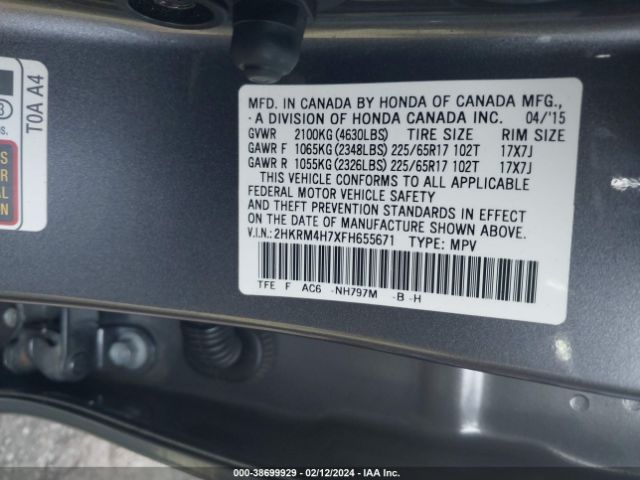 MFD. IN CANADA BY HONDA OF CANADA MFG.,
A DIVISION OF HONDA CANADA INC. 04/'15
GVWR 2100KG (4630LBS) TIRE SIZE RIM SIZE
GAWR F 1065KG (2348LBS) 225/65R17 102T 17X7J
GAWR R 1055KG (2326LBS) 225/65R17 102T 17X7J
THIS VEHICLE CONFORMS TO ALL APPLICABLE
FEDERAL MOTOR VEHICLE SAFETY
AND THEFT PREVENTION STANDARDS IN EFFECT
ON THE DATE OF MANUFACTURE SHOWN ABOVE.
V.I.N.: 2HKRM4H7XFH655671 TYPE: MPV
TFE F AC6 -NH797M -B -H
T0A A4
000-38699929 - 02/12/2024 - IAA Inc.